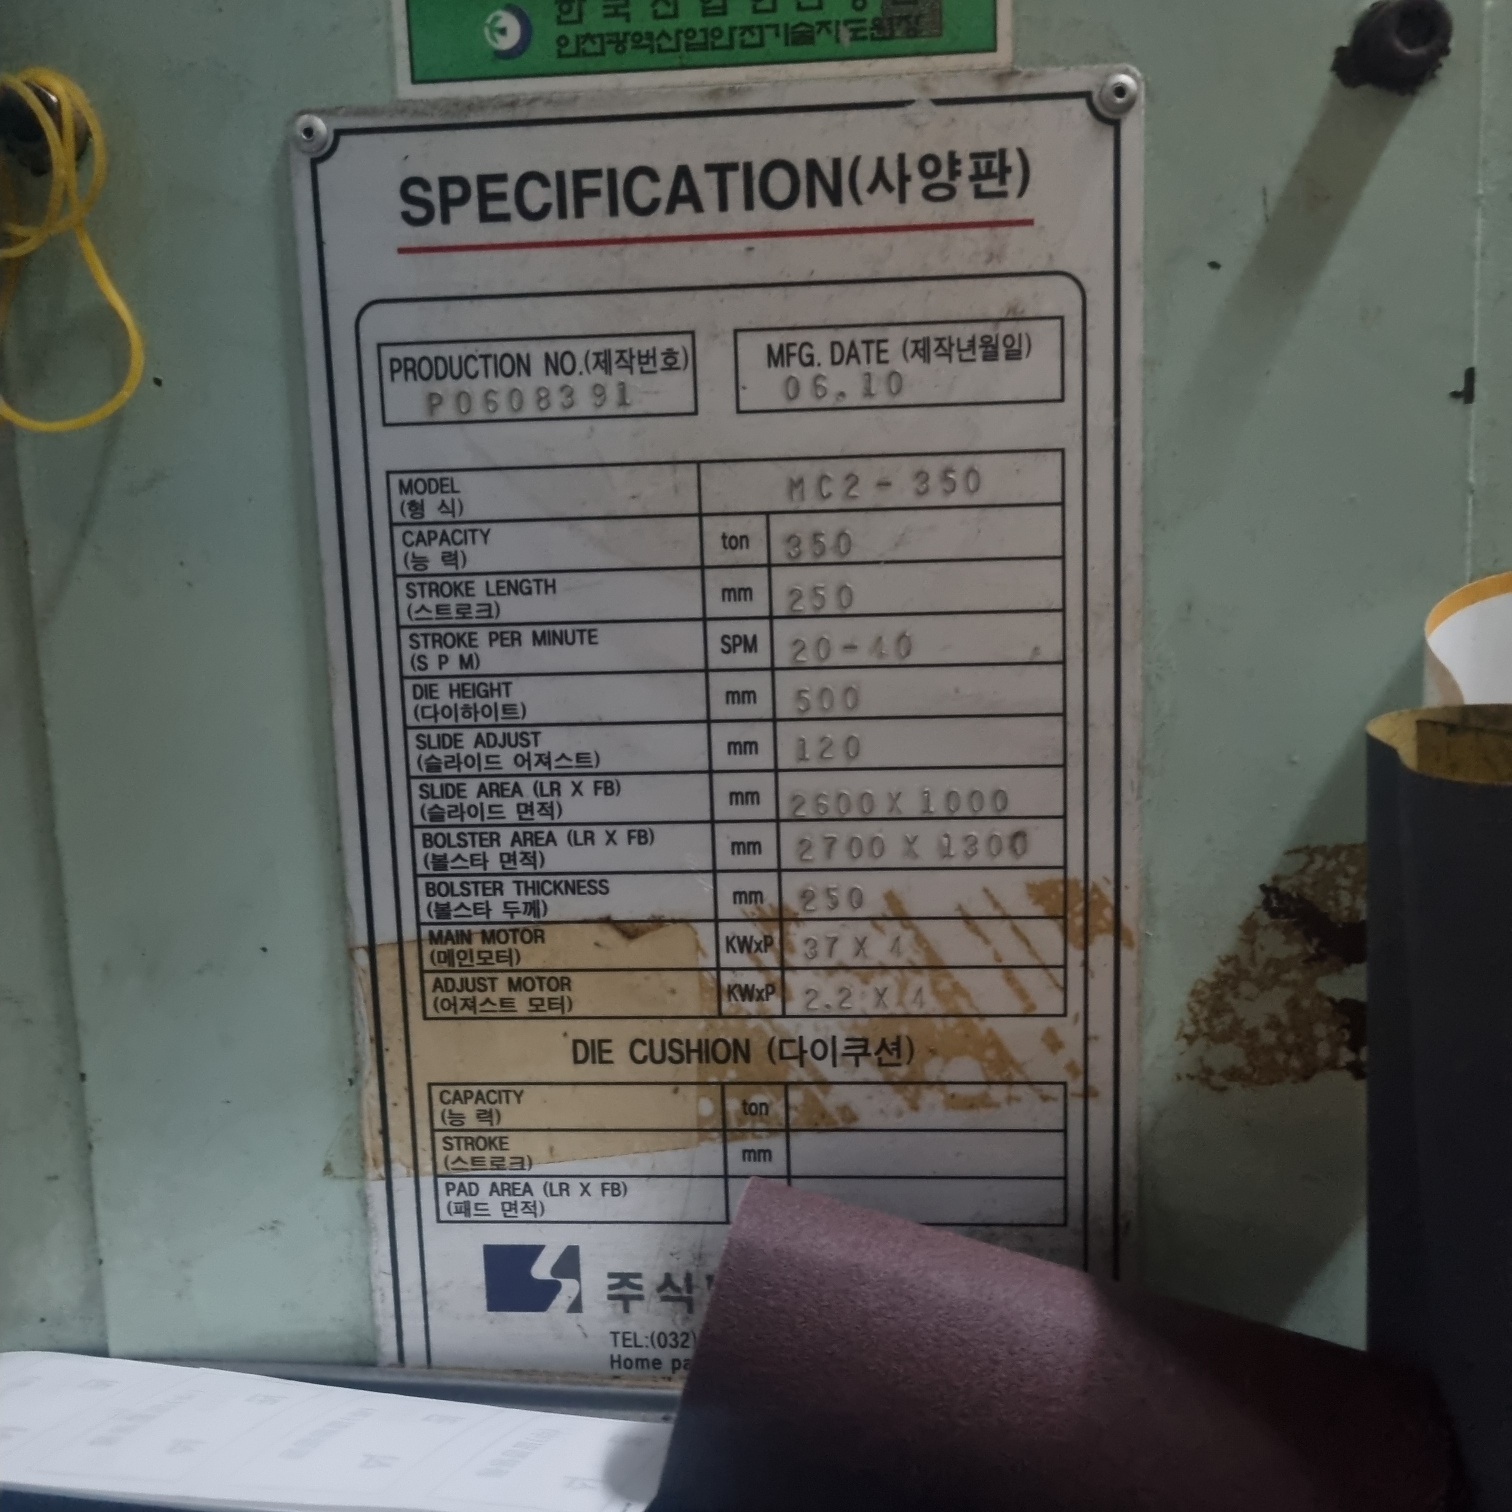 인천광역산업안전기술지도원장
SPECIFICATION(사양판)
PRODUCTION NO.(제작번호)
P0608391
MFG. DATE (제작년월일)
06.10
MODEL
(형 식)
MC2-350
CAPACITY
(능 력)
ton
350
STROKE LENGTH
(스트로크)
mm
250
STROKE PER MINUTE
(S P M)
SPM
20-40
DIE HEIGHT
(다이하이트)
mm
500
SLIDE ADJUST
(슬라이드 어져스트)
mm
120
SLIDE AREA (LR X FB)
(슬라이드 면적)
mm
2600 X 1000
BOLSTER AREA (LR X FB)
(볼스타 면적)
mm
2700 X 1300
BOLSTER THICKNESS
(볼스타 두께)
mm
250
MAIN MOTOR
(메인모터)
KWxP
37 X 4
ADJUST MOTOR
(어져스트 모터)
KWxP
2.2 X 4
DIE CUSHION (다이쿠션)
CAPACITY
(능 력)
ton
STROKE
(스트로크)
mm
PAD AREA (LR X FB)
(패드 면적)
주식
TEL:(032)
Home pa